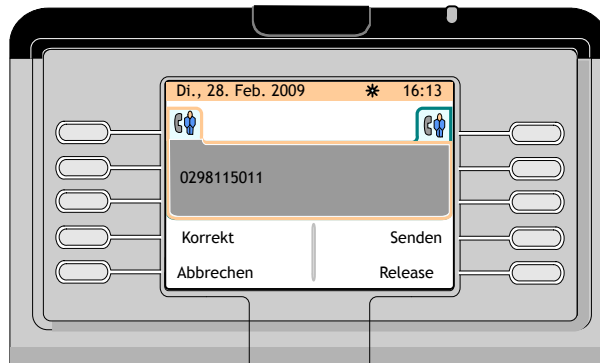 Di., 28. Feb. 2009 16:13
0298115011
Korrekt Senden
Abbrechen Release